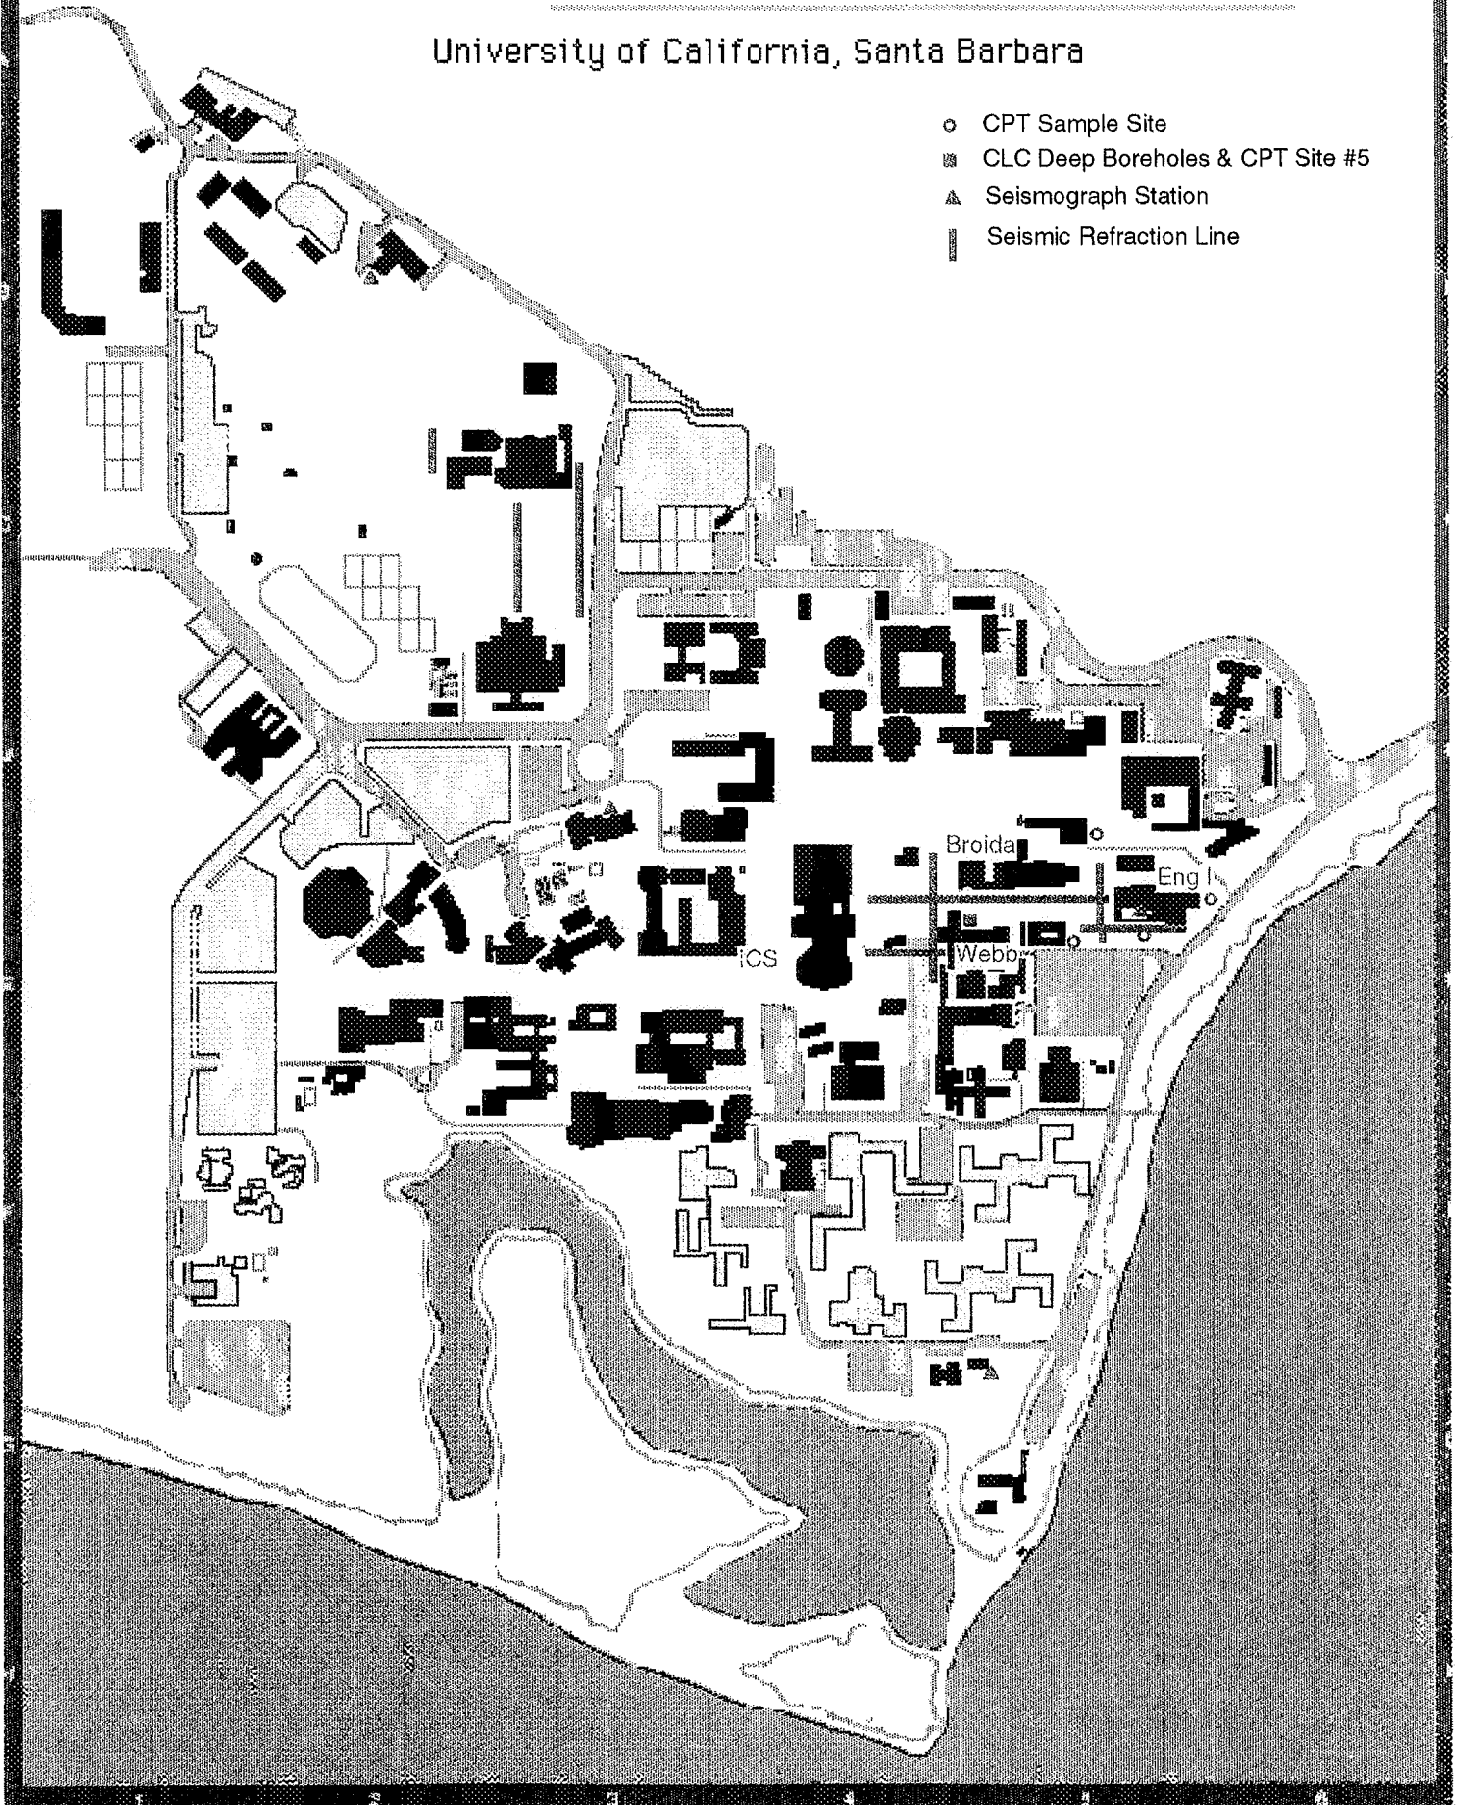 University of California, Santa Barbara
CPT Sample Site
CLC Deep Boreholes & CPT Site #5
Seismograph Station
Seismic Refraction Line
Broida
Eng I
ICS
Webb